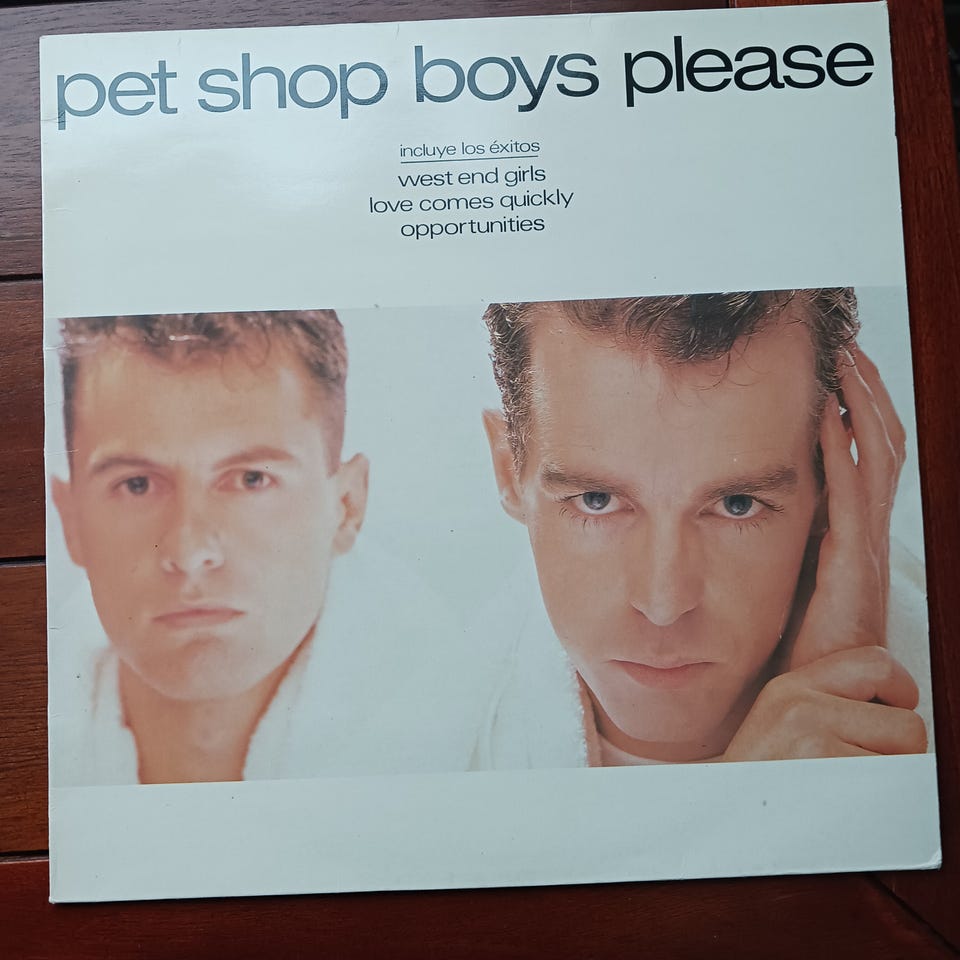 pet shop boys please
incluye los éxitos
west end girls
love comes quickly
opportunities